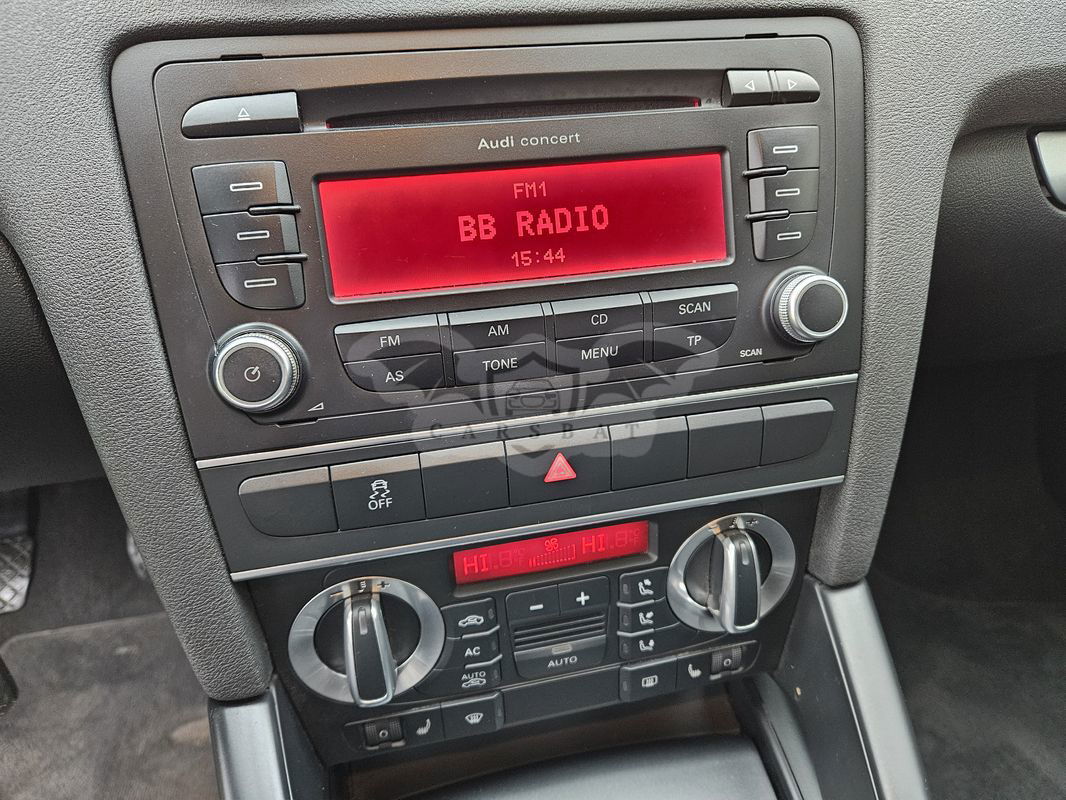 Audi concert
FM1
BB RADIO
15:44
FM
AM
CD
SCAN
AS
TONE
MENU
TP
SCAN
CARSBAT
OFF
HI
HI
AC
AUTO
AUTO